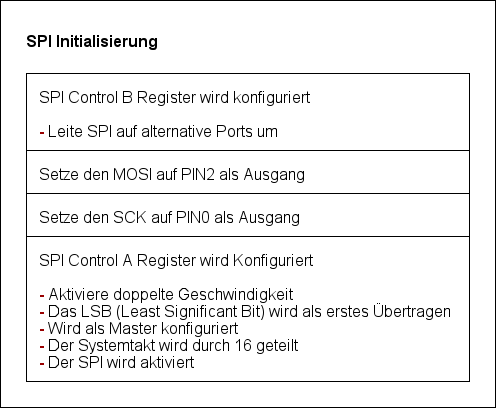 SPI Initialisierung
SPI Control B Register wird konfiguriert
- Leite SPI auf alternative Ports um
Setze den MOSI auf PIN2 als Ausgang
Setze den SCK auf PIN0 als Ausgang
SPI Control A Register wird Konfiguriert
- Aktiviere doppelte Geschwindigkeit
- Das LSB (Least Significant Bit) wird als erstes Übertragen
- Wird als Master konfiguriert
- Der Systemtakt wird durch 16 geteilt
- Der SPI wird aktiviert